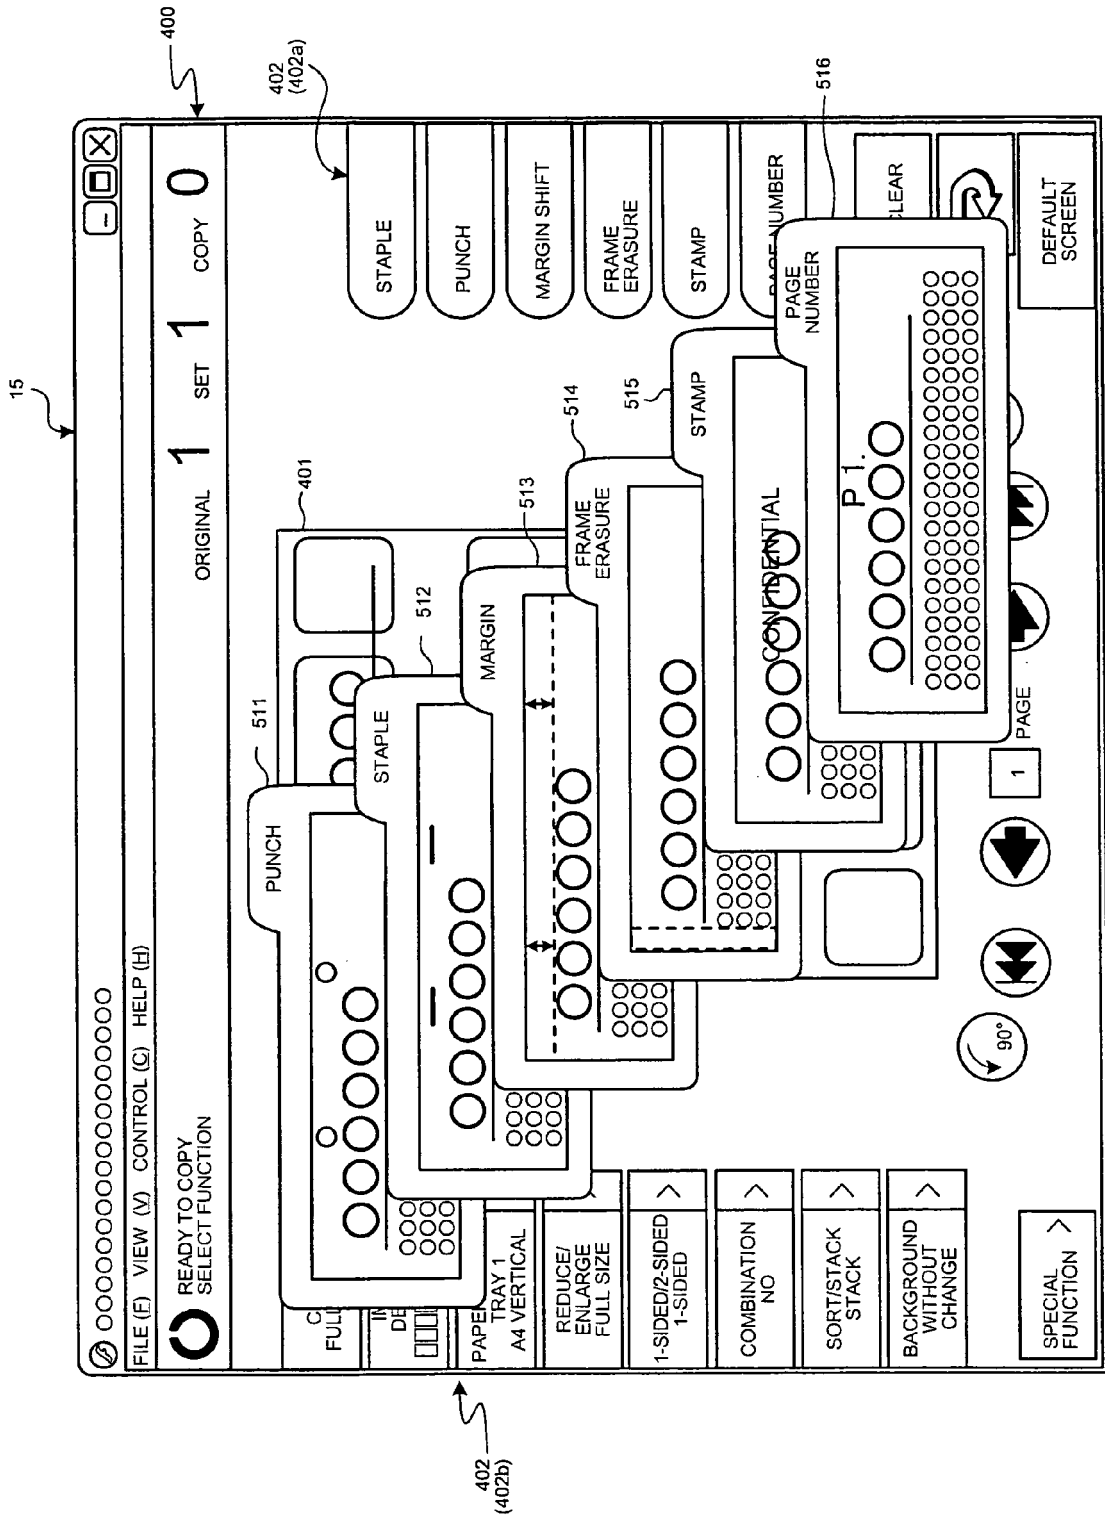 15
400
FILE (F) VIEW (V) CONTROL (C) HELP (H)
READY TO COPY
SELECT FUNCTION
ORIGINAL 1 SET 1 COPY 0
402
(402a)
401
511
PUNCH
512
STAPLE
513
MARGIN
514
FRAME
ERASURE
515
STAMP
CONFIDENTIAL
516
PAGE
NUMBER
P 1.
STAPLE
PUNCH
MARGIN SHIFT
FRAME
ERASURE
STAMP
PAGE NUMBER
CLEAR
DEFAULT
SCREEN
402
(402b)
C
FULL
IM
DE
PAPER
TRAY 1
A4 VERTICAL
REDUCE/
ENLARGE
FULL SIZE
>
1-SIDED/2-SIDED
1-SIDED
>
COMBINATION
NO
>
SORT/STACK
STACK
>
BACKGROUND
WITHOUT
CHANGE
>
SPECIAL
FUNCTION
>
90°
1
PAGE